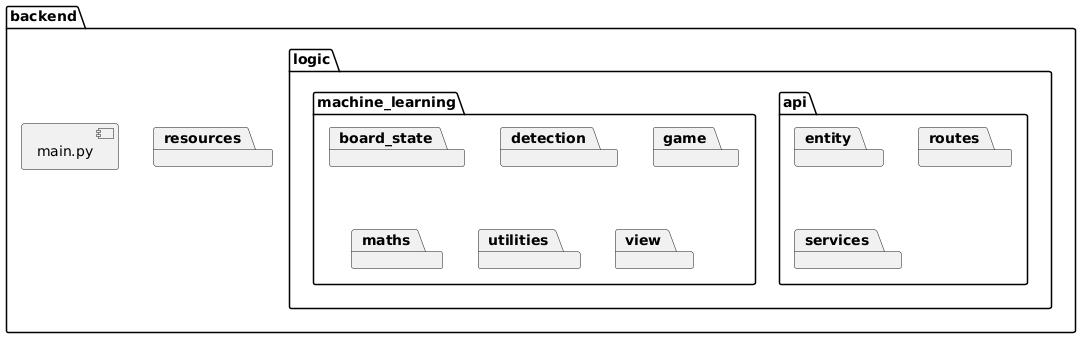 backend
logic
machine_learning
api
board_state
detection
game
entity
routes
main.py
resources
maths
utilities
view
services